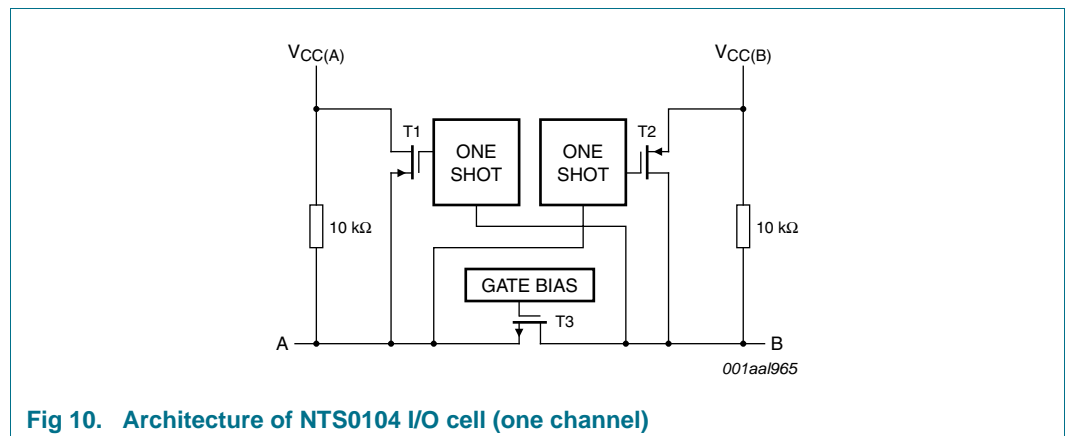 VCC(A)
VCC(B)
T1
T2
ONE
SHOT
ONE
SHOT
10 kΩ
10 kΩ
GATE BIAS
T3
A
B
001aal965
Fig 10. Architecture of NTS0104 I/O cell (one channel)